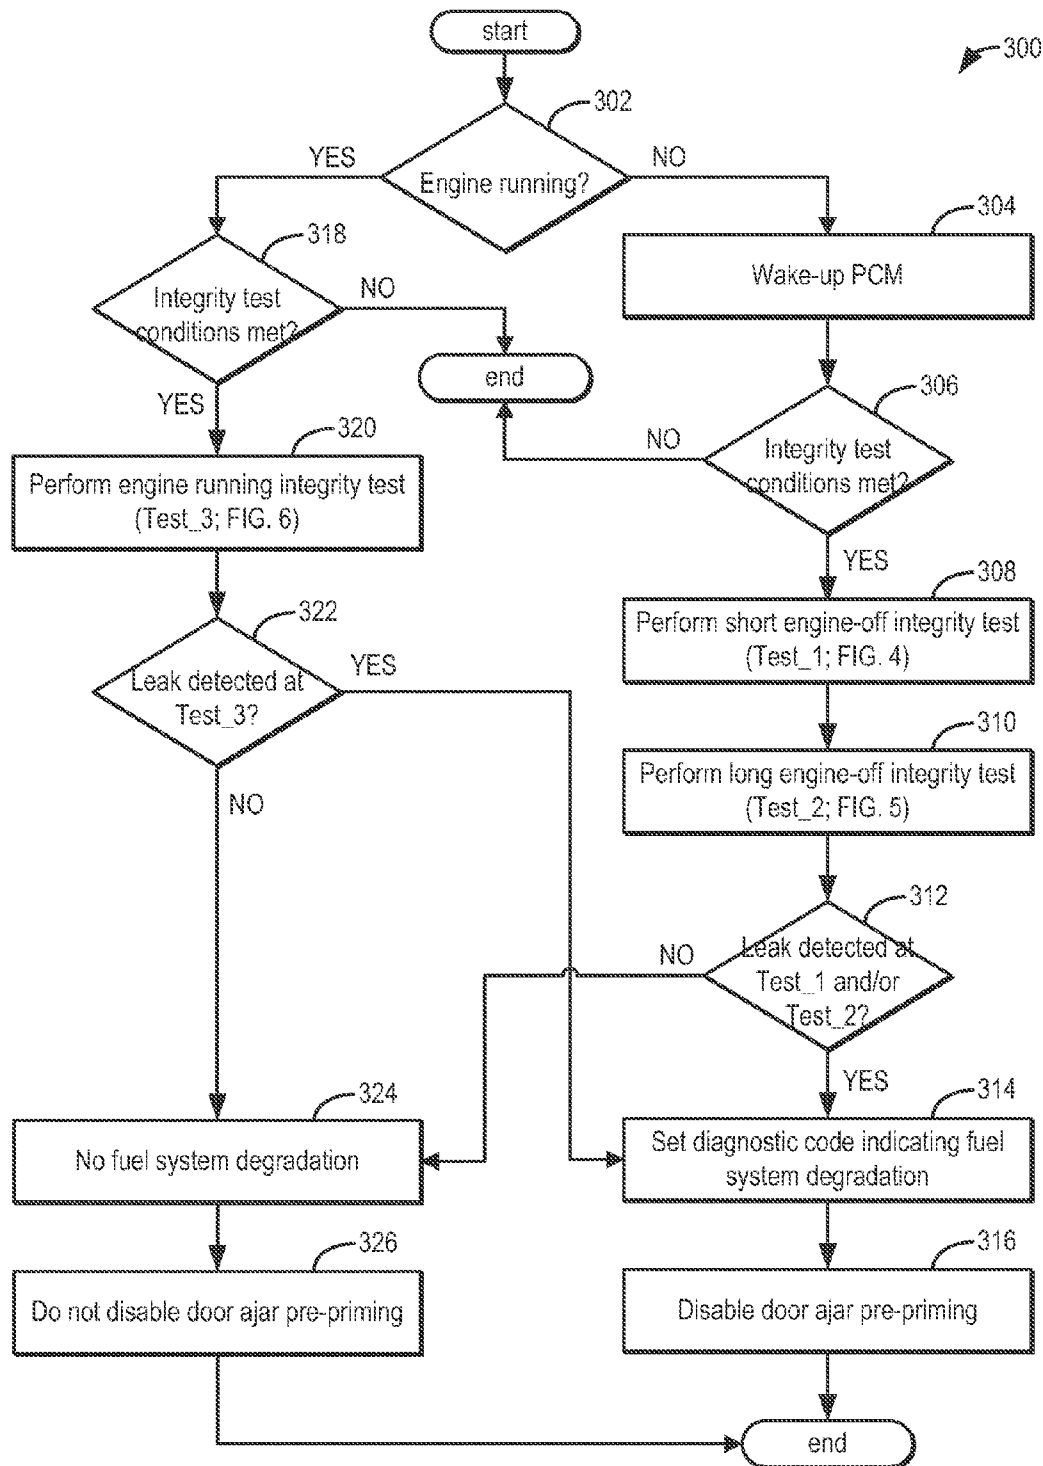 start
300
302
YES
NO
Engine running?
304
318
Wake-up PCM
Integrity test
conditions met?
NO
end
306
YES
NO
Integrity test
conditions met?
320
Perform engine running integrity test
(Test_3; FIG. 6)
YES
308
Perform short engine-off integrity test
(Test_1; FIG. 4)
322
YES
Leak detected at
Test_3?
310
Perform long engine-off integrity test
(Test_2; FIG. 5)
NO
312
NO
Leak detected at
Test_1 and/or
Test_2?
YES
324
314
No fuel system degradation
Set diagnostic code indicating fuel
system degradation
326
316
Do not disable door ajar pre-priming
Disable door ajar pre-priming
end